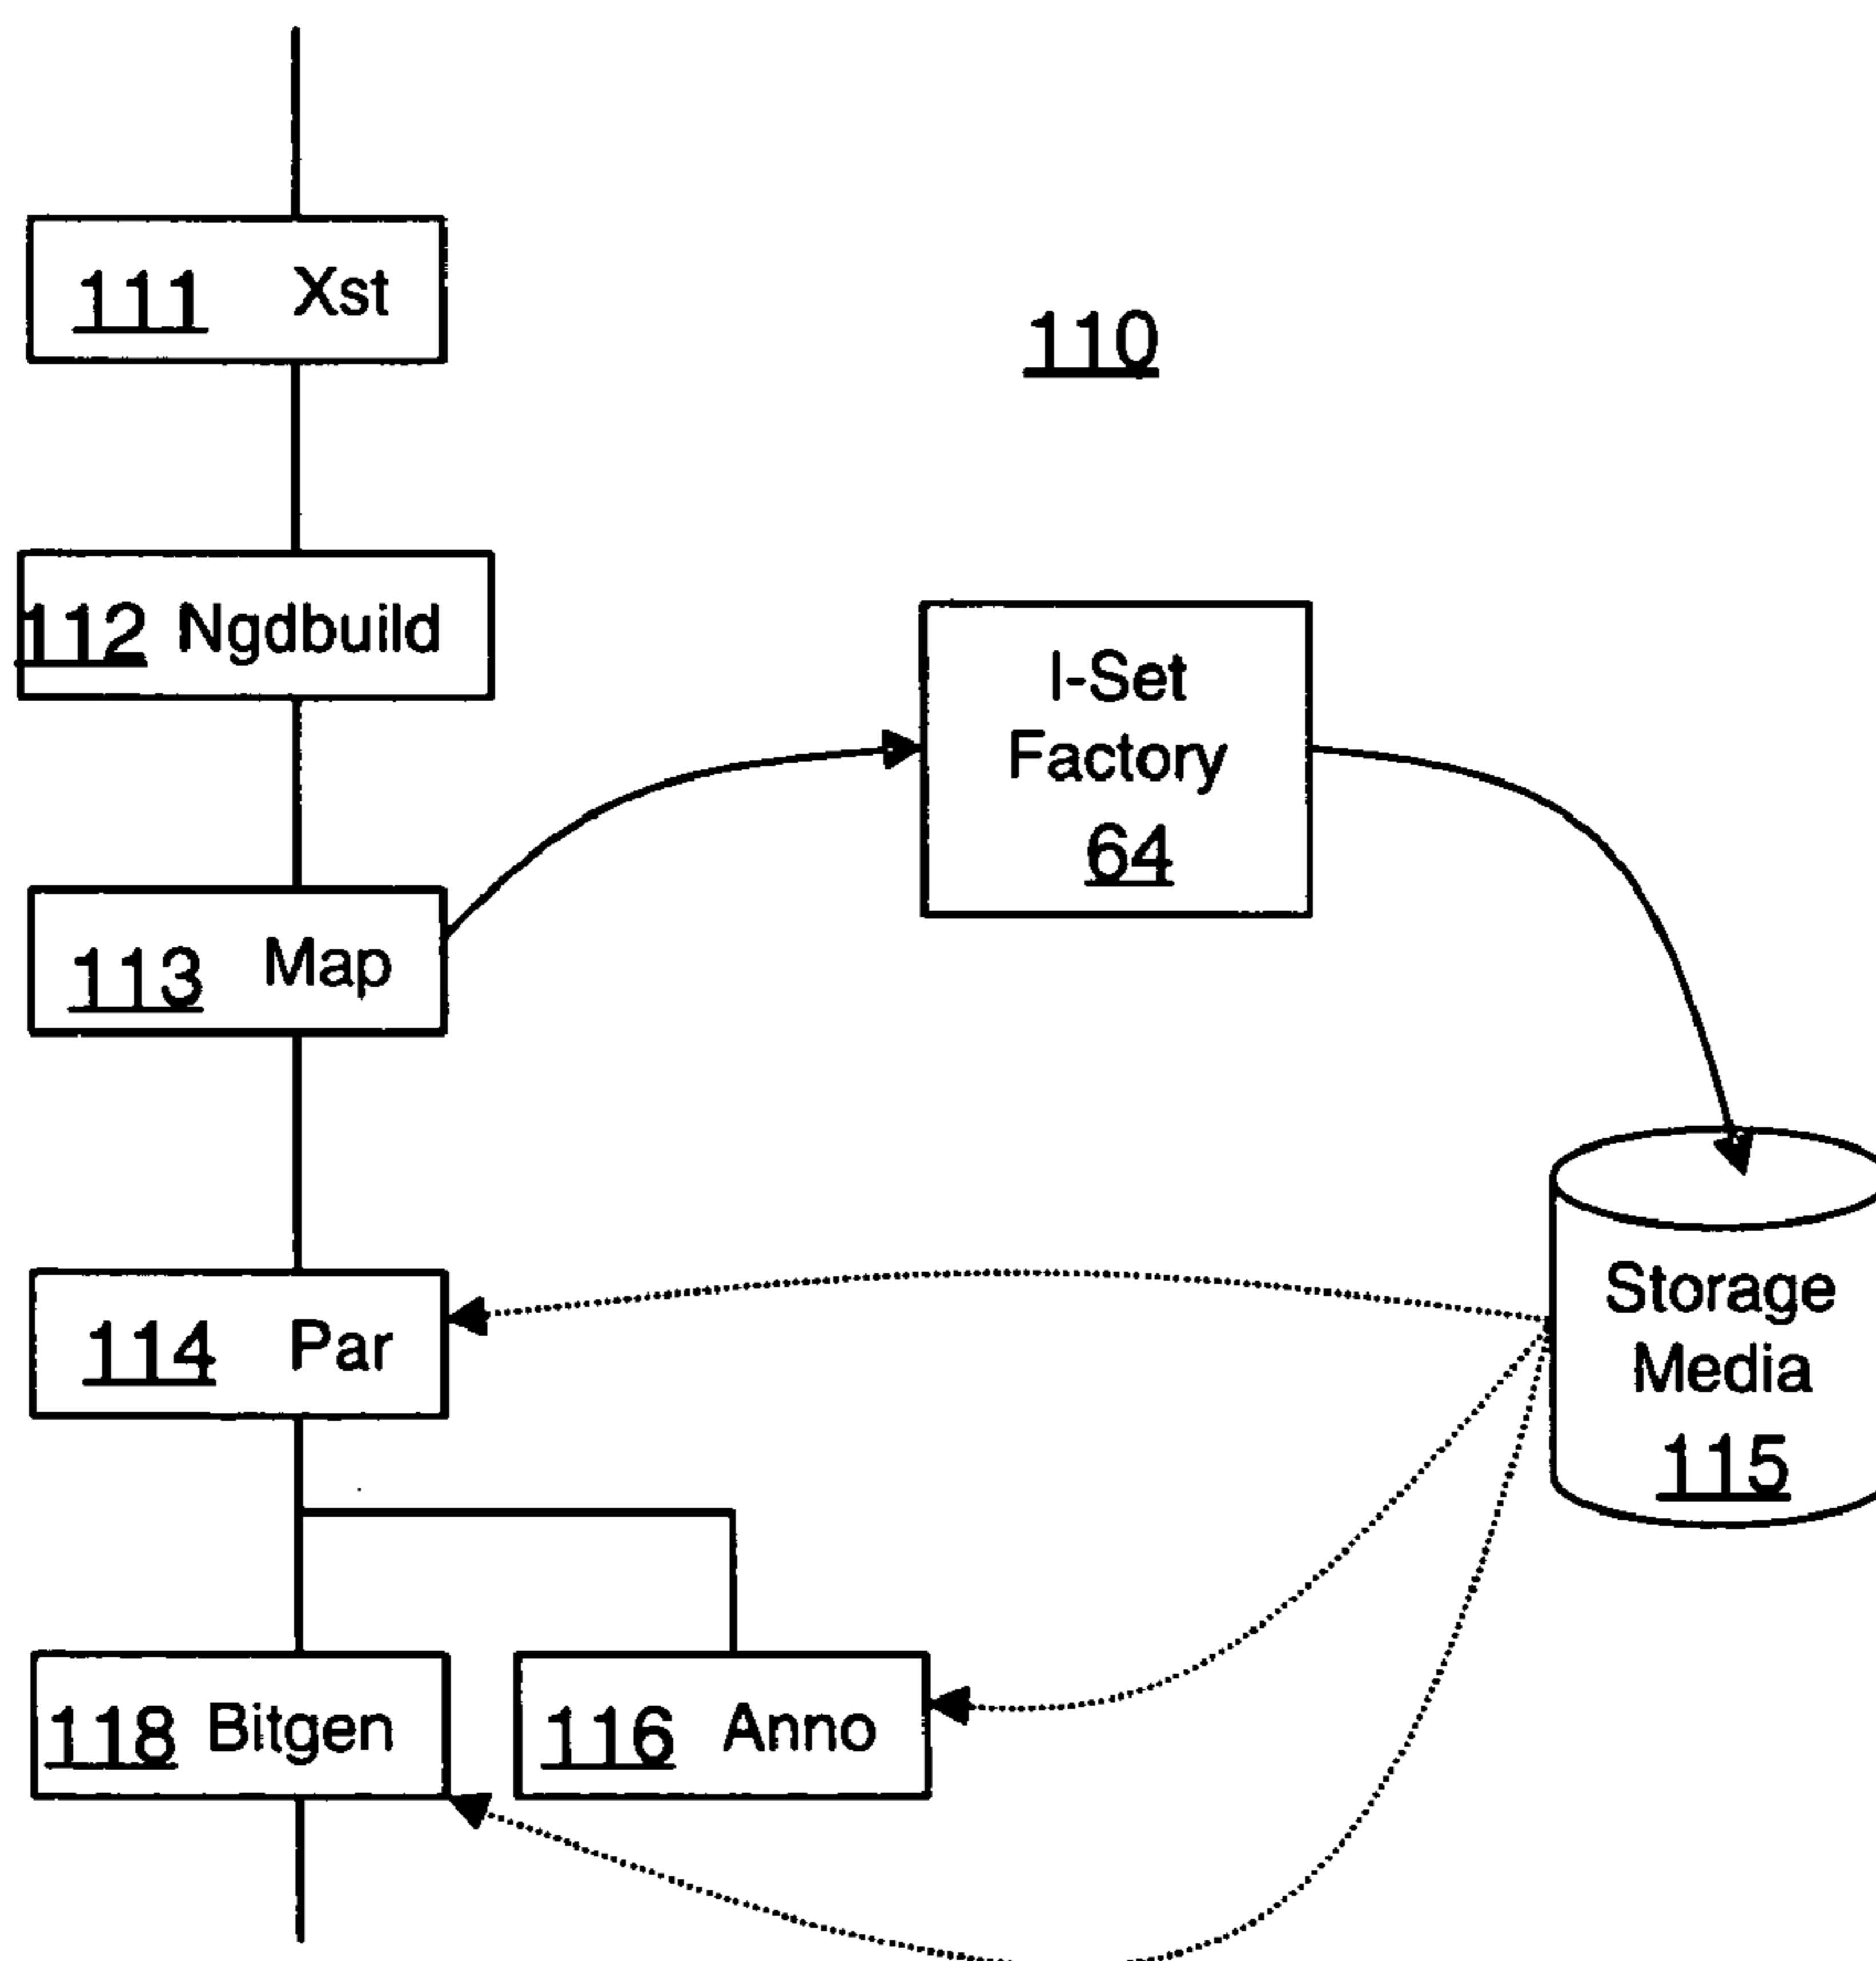 111 Xst
110
112 Ngdbuild
I-Set
Factory
64
113 Map
114 Par
Storage
Media
115
118 Bitgen
116 Anno